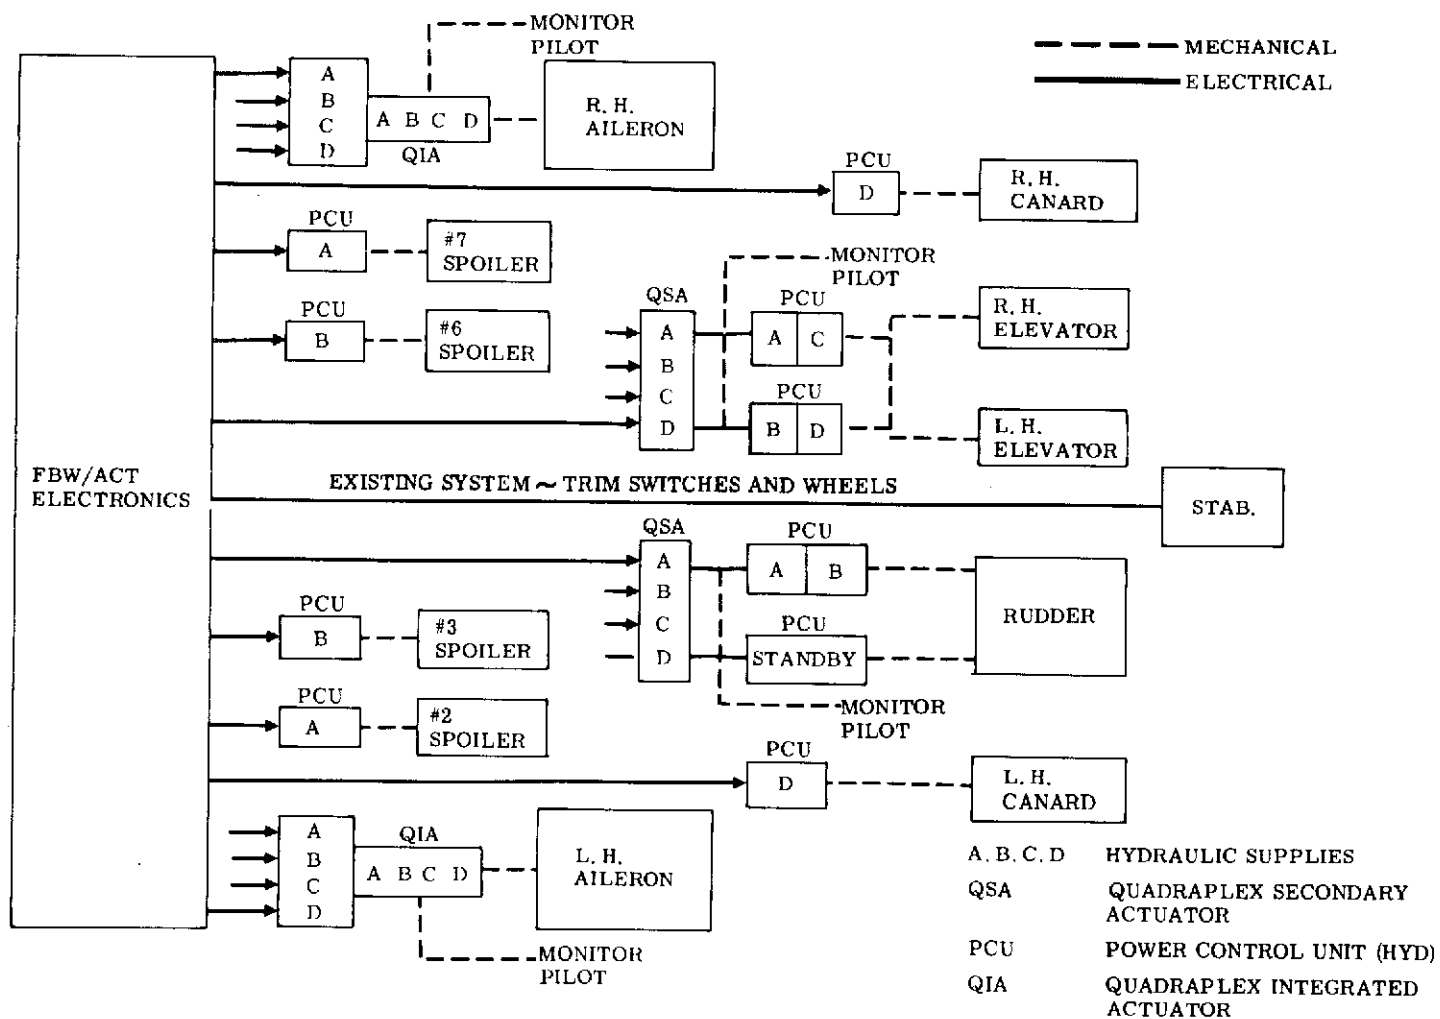 MONITOR
PILOT
MECHANICAL
ELECTRICAL
A
B
C
D
A B C D
QIA
R. H.
AILERON
PCU
D
R. H.
CANARD
PCU
A
#7
SPOILER
MONITOR
PILOT
QSA
PCU
R. H.
ELEVATOR
PCU
B
#6
SPOILER
A
B
C
D
A C
PCU
B D
L. H.
ELEVATOR
FBW/ACT
ELECTRONICS
EXISTING SYSTEM ~ TRIM SWITCHES AND WHEELS
STAB.
QSA
PCU
A
B
C
D
A B
PCU
STANDBY
RUDDER
PCU
B
#3
SPOILER
MONITOR
PILOT
PCU
A
#2
SPOILER
PCU
D
L. H.
CANARD
A
B
C
D
QIA
A B C D
L. H.
AILERON
MONITOR
PILOT
A. B. C. D HYDRAULIC SUPPLIES
QSA QUADRAPLEX SECONDARY
ACTUATOR
PCU POWER CONTROL UNIT (HYD)
QIA QUADRAPLEX INTEGRATED
ACTUATOR